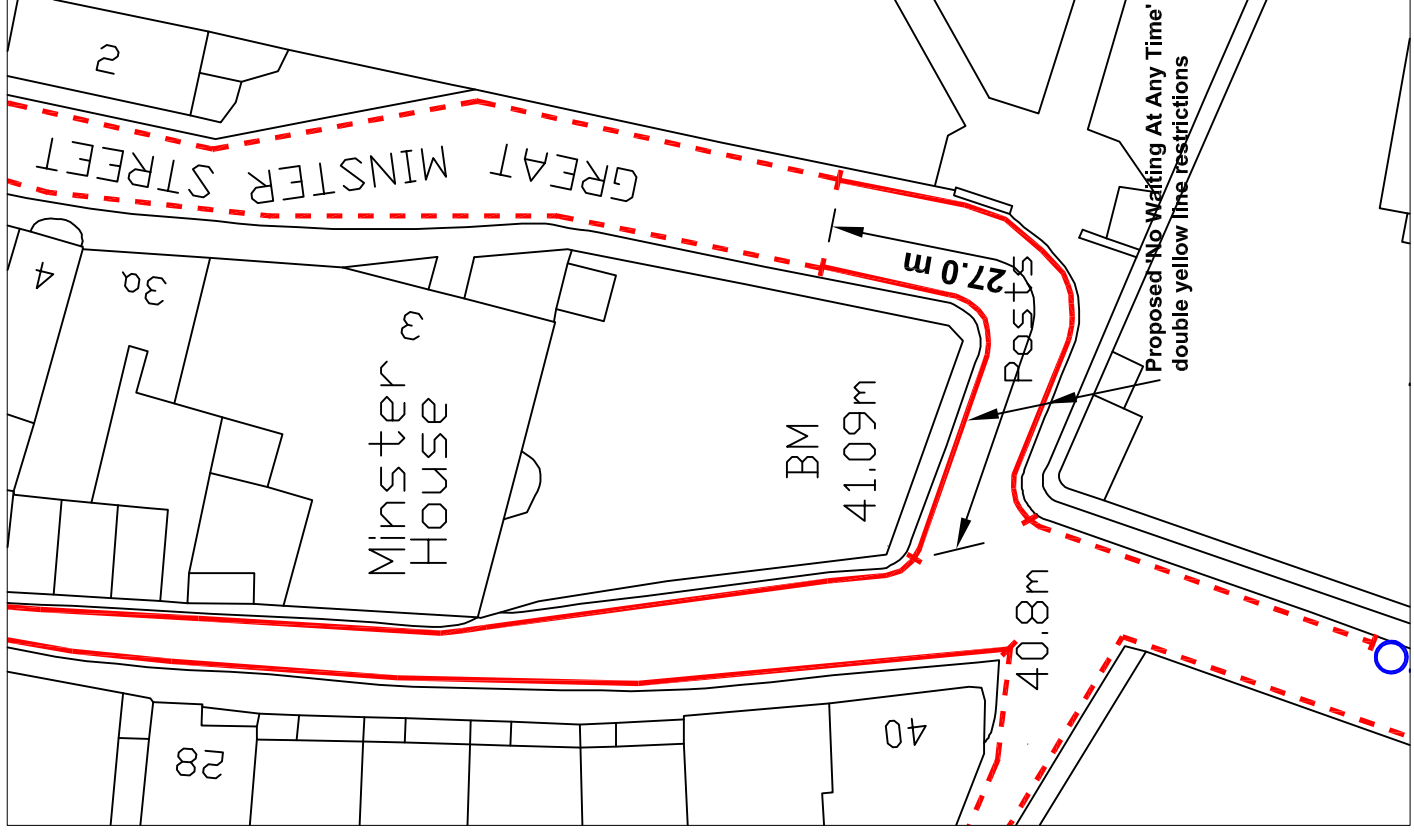 2
GREAT MINSTER STREET
4
3a
3
Minster
House
BM
41.09m
27.0 m
Posts
Proposed 'No Waiting At Any Time'
double yellow line restrictions
40.8m
28
40